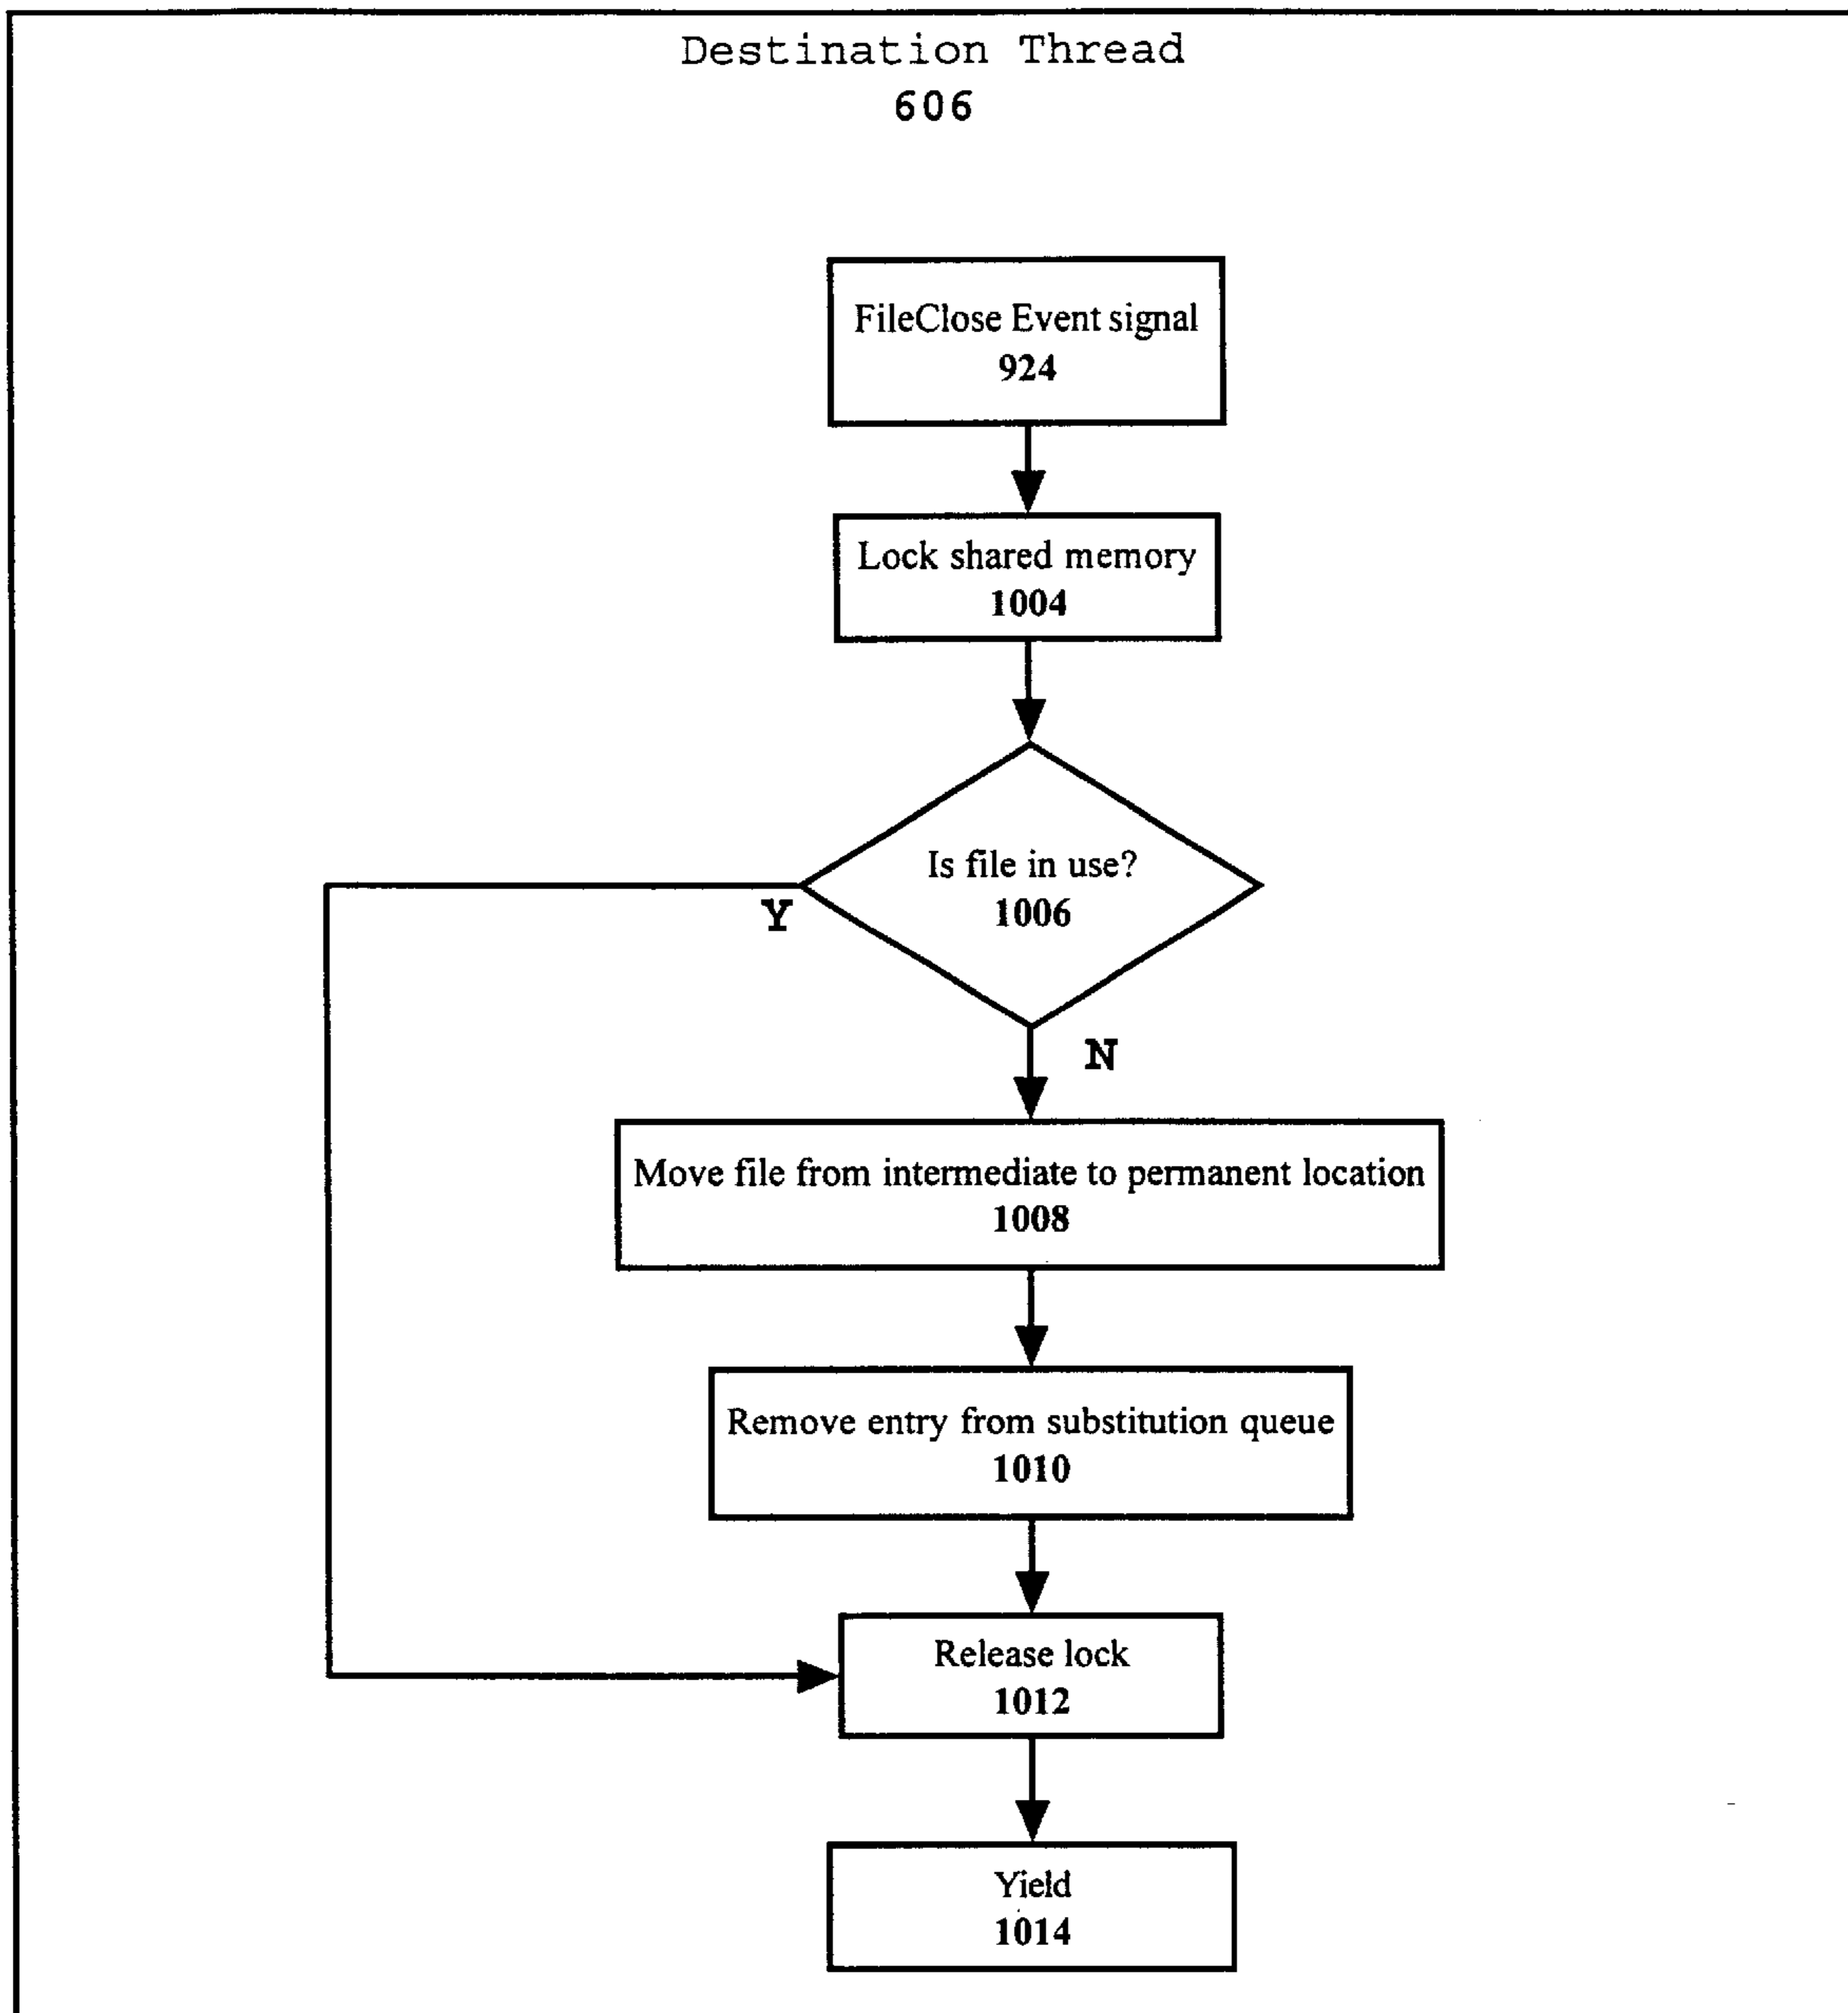 Destination Thread
606
FileClose Event signal
924
Lock shared memory
1004
Is file in use?
1006
Y
N
Move file from intermediate to permanent location
1008
Remove entry from substitution queue
1010
Release lock
1012
Yield
1014